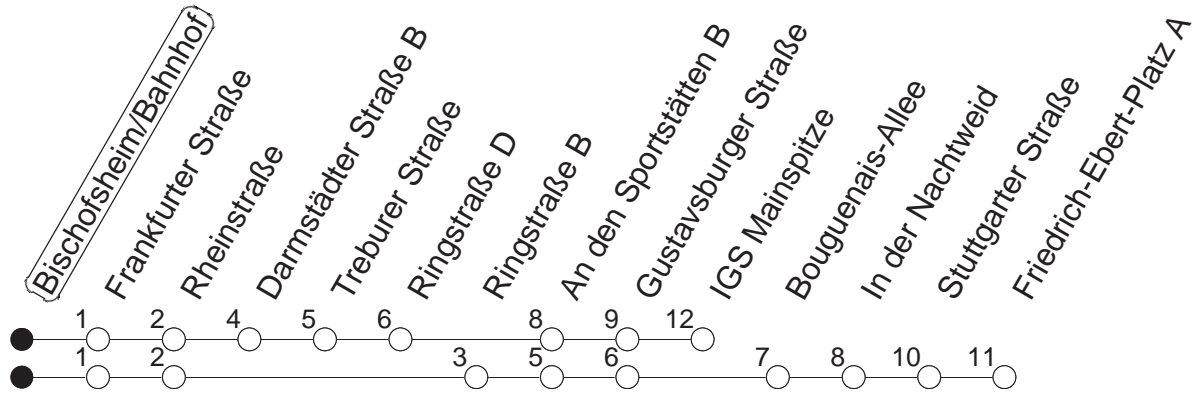 Bischofsheim/Bahnhof
Frankfurter Straße
Rheinstraße
Darmstädter Straße B
Treburer Straße
Ringstraße D
Ringstraße B
An den Sportstätten B
Gustavsburger Straße
IGS Mainspitze
Bouguenais-Allee
In der Nachtweid
Stuttgarter Straße
Friedrich-Ebert-Platz A
1 2 4 5 6 8 9 12
1 2 3 5 6 7 8 10 11